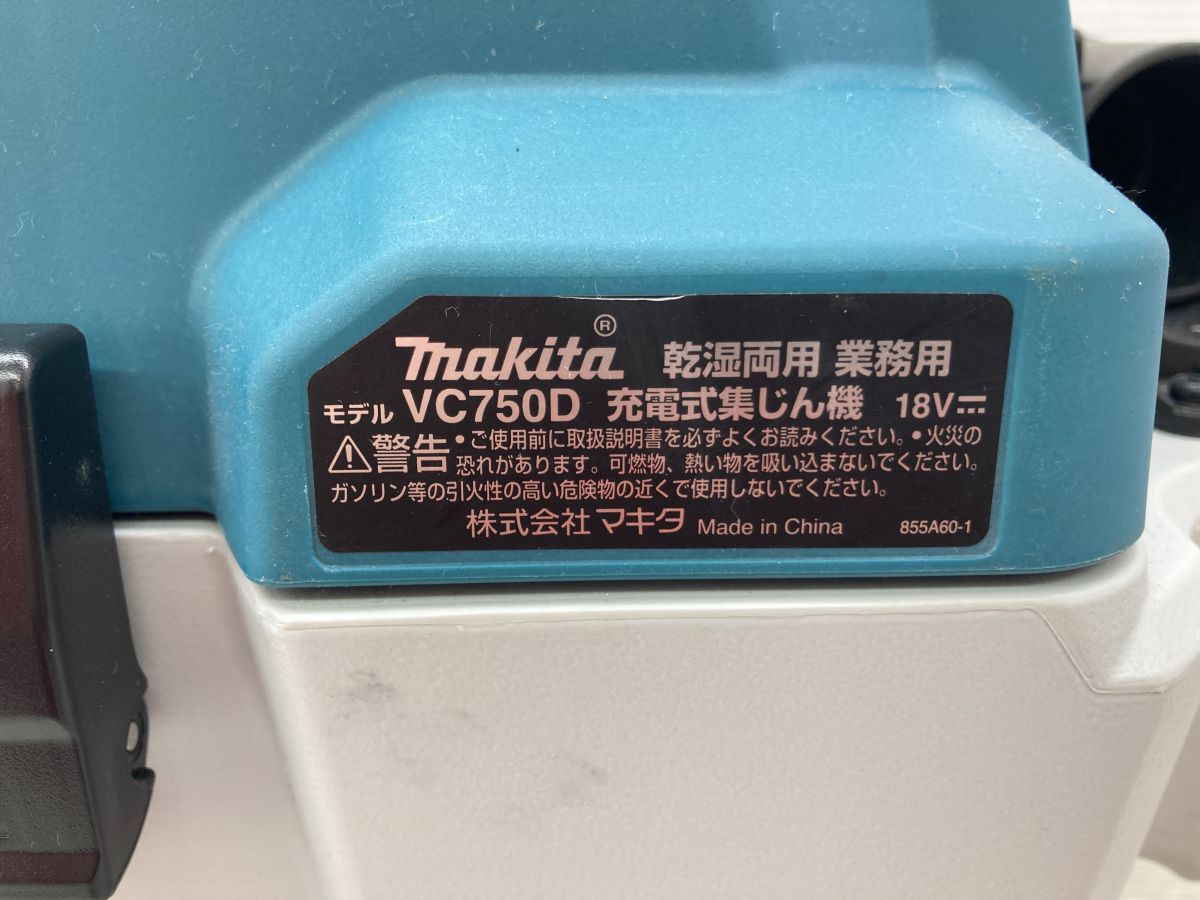 makita® 乾湿両用 業務用
モデル VC750D 充電式集じん機 18V⎓
⚠警告 •ご使用前に取扱説明書を必ずよくお読みください。•火災の
恐れがあります。可燃物、熱い物を吸い込まないでください。
ガソリン等の引火性の高い危険物の近くで使用しないでください。
株式会社 マキタ Made in China 855A60-1